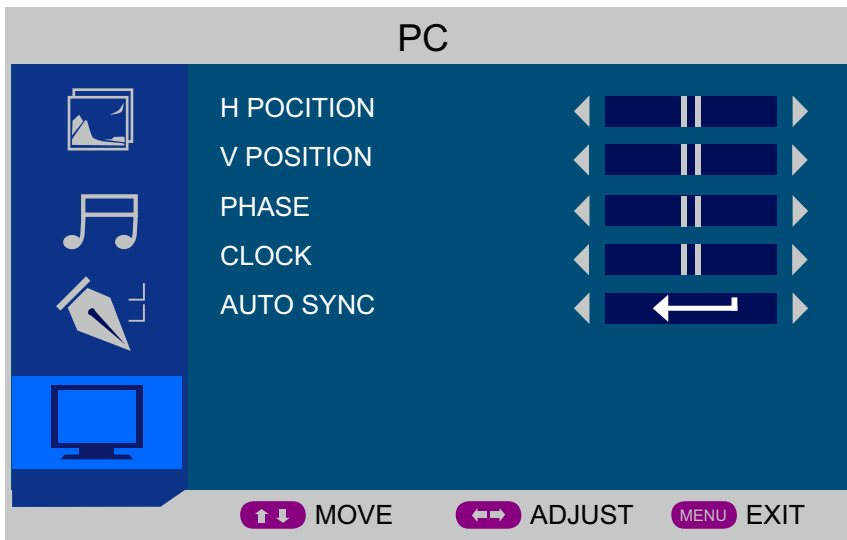 PC
H POCITION
V POSITION
PHASE
CLOCK
AUTO SYNC
MOVE ADJUST MENU EXIT